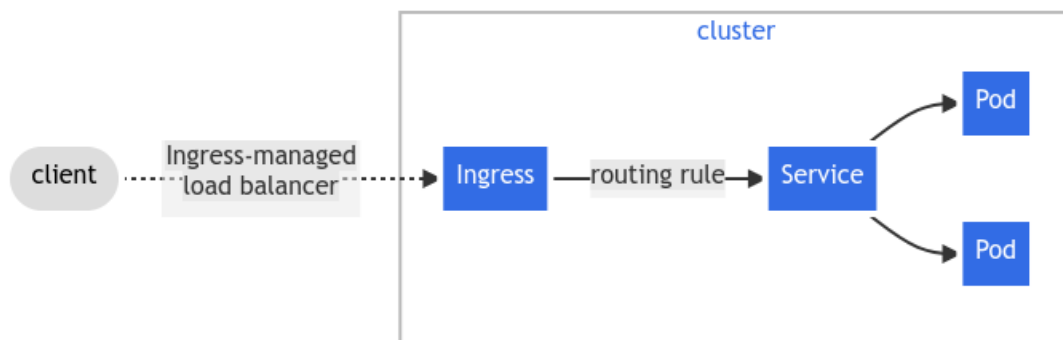 cluster
Pod
client
Ingress-managed
load balancer
Ingress
routing rule
Service
Pod